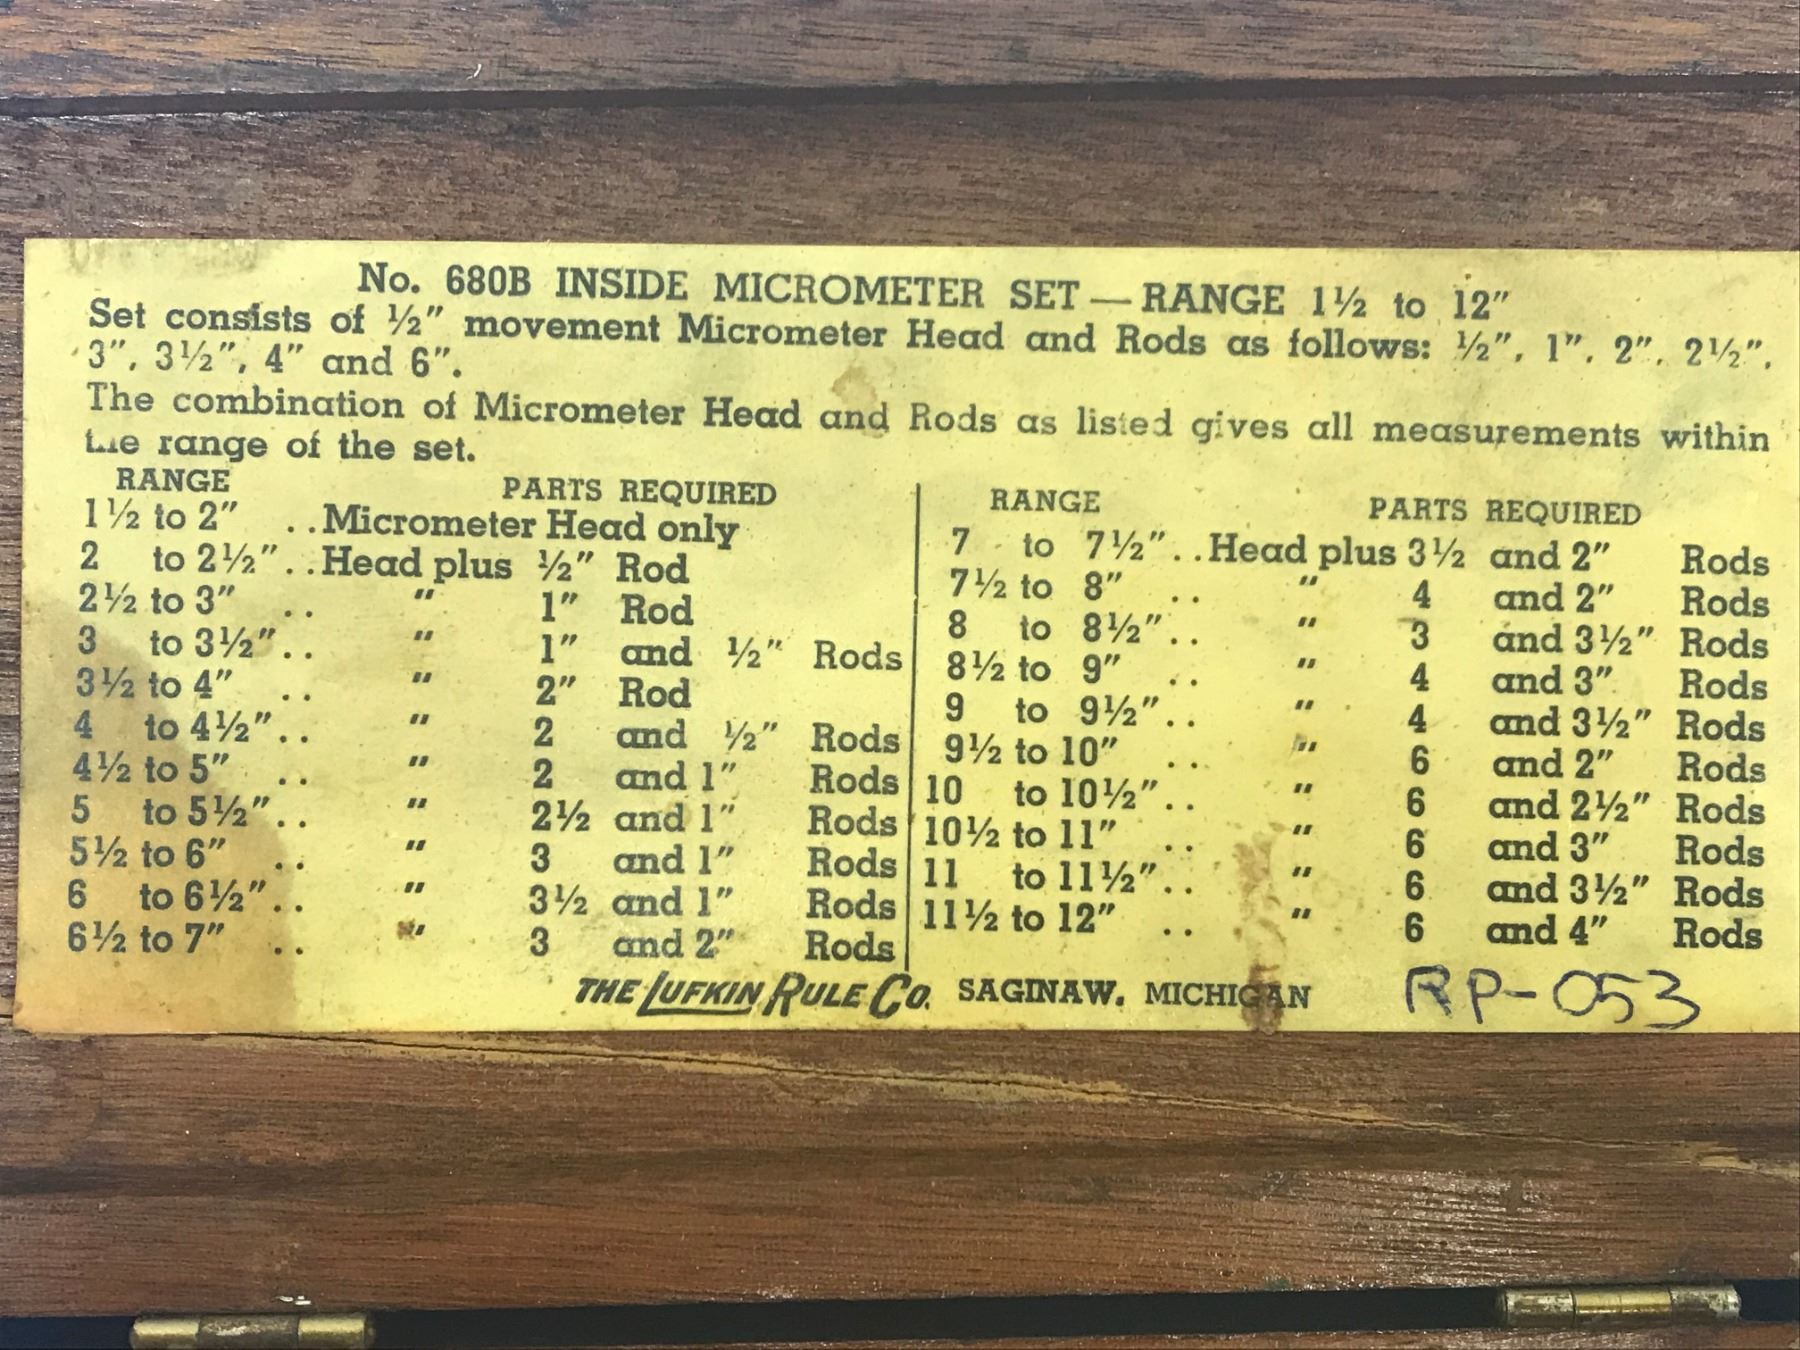 No. 680B INSIDE MICROMETER SET — RANGE 1½ to 12"
Set consists of ½" movement Micrometer Head and Rods as follows: ½", 1", 2", 2½",
3", 3½", 4" and 6".
The combination of Micrometer Head and Rods as listed gives all measurements within
the range of the set.
RANGE PARTS REQUIRED
1½ to 2" ..Micrometer Head only
2 to 2½"..Head plus ½" Rod
2½ to 3" .. " 1" Rod
3 to 3½".. " 1" and ½" Rods
3½ to 4" .. " 2" Rod
4 to 4½".. " 2 and ½" Rods
4½ to 5" .. " 2 and 1" Rods
5 to 5½".. " 2½ and 1" Rods
5½ to 6" .. " 3 and 1" Rods
6 to 6½".. " 3½ and 1" Rods
6½ to 7" .. " 3 and 2" Rods
RANGE PARTS REQUIRED
7 to 7½"..Head plus 3½ and 2" Rods
7½ to 8" .. " 4 and 2" Rods
8 to 8½".. " 3 and 3½" Rods
8½ to 9" .. " 4 and 3" Rods
9 to 9½".. " 4 and 3½" Rods
9½ to 10" .. " 6 and 2" Rods
10 to 10½".. " 6 and 2½" Rods
10½ to 11" .. " 6 and 3" Rods
11 to 11½".. " 6 and 3½" Rods
11½ to 12" .. " 6 and 4" Rods
THE LUFKIN RULE CO. SAGINAW, MICHIGAN RP-053